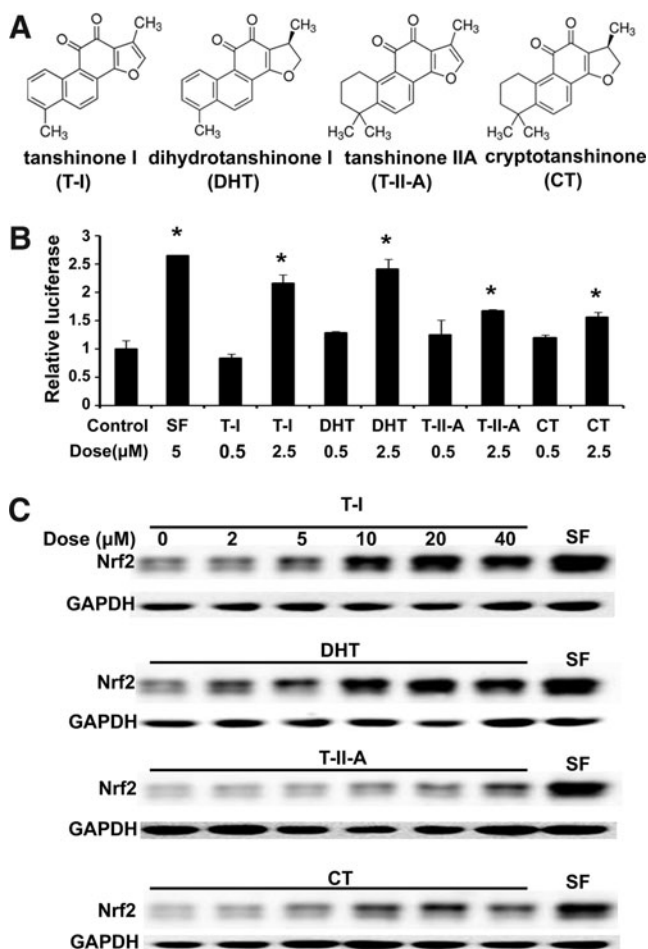 A
O O CH3 O CH3
O O CH3 O CH3
O O CH3 O CH3
O O CH3 O CH3
tanshinone I dihydrotanshinone I tanshinone IIA cryptotanshinone
(T-I) (DHT) (T-II-A) (CT)
B
Relative luciferase
3
2.5
2
1.5
1
0.5
0
* * * * *
Control SF T-I T-I DHT DHT T-II-A T-II-A CT CT
Dose(μM) 5 0.5 2.5 0.5 2.5 0.5 2.5 0.5 2.5
C
T-I
Dose (μM) 0 2 5 10 20 40 SF
Nrf2
GAPDH
DHT SF
Nrf2
GAPDH
T-II-A SF
Nrf2
GAPDH
CT SF
Nrf2
GAPDH